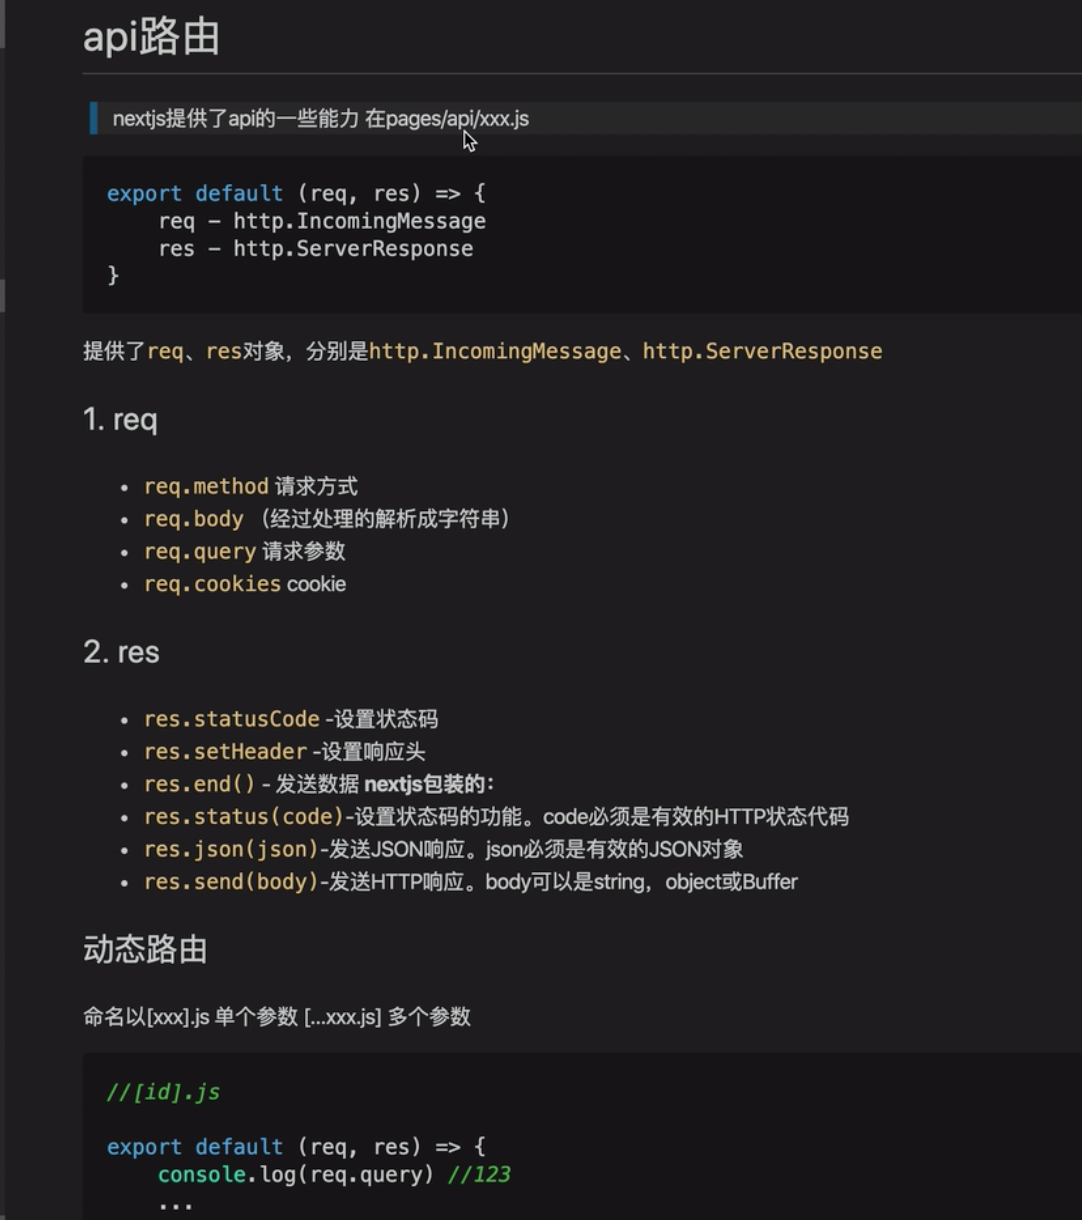 api路由
nextjs提供了api的一些能力 在pages/api/xxx.js
export default (req, res) => {
    req - http.IncomingMessage
    res - http.ServerResponse
}
提供了req、res对象，分别是http.IncomingMessage、http.ServerResponse
1. req
• req.method 请求方式
• req.body （经过处理的解析成字符串）
• req.query 请求参数
• req.cookies cookie
2. res
• res.statusCode -设置状态码
• res.setHeader -设置响应头
• res.end() - 发送数据 nextjs包装的：
• res.status(code)-设置状态码的功能。code必须是有效的HTTP状态代码
• res.json(json)-发送JSON响应。json必须是有效的JSON对象
• res.send(body)-发送HTTP响应。body可以是string，object或Buffer
动态路由
命名以[xxx].js 单个参数 [...xxx.js] 多个参数
//[id].js
export default (req, res) => {
    console.log(req.query) //123
    ...